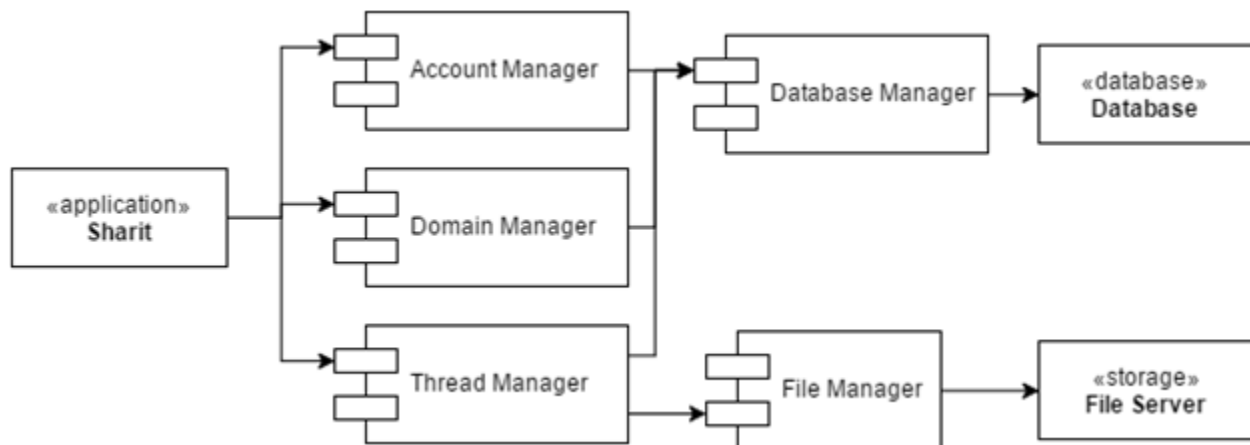 Account Manager
Database Manager
«database»
Database
«application»
Sharit
Domain Manager
Thread Manager
File Manager
«storage»
File Server